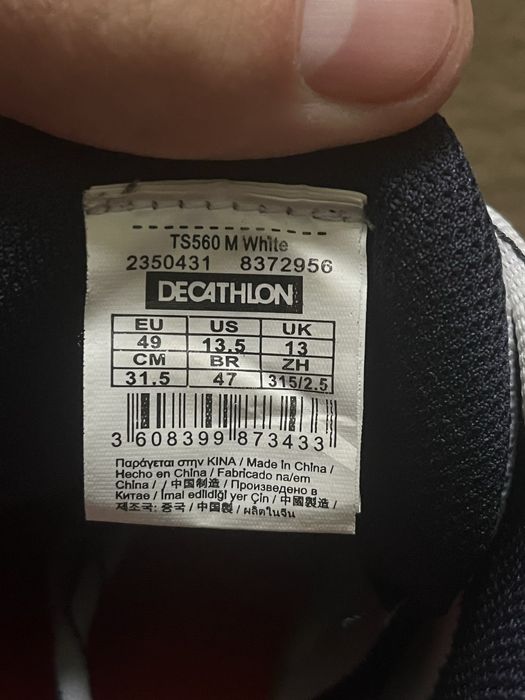 TS560 M White
2350431 8372956
DECATHLON
EU US UK
49 13.5 13
CM BR ZH
31.5 47 315/2.5
3 608399 873433
Παράγεται στην ΚΙΝΑ / Made in China /
Hecho en China / Fabricado na/em
China / 中国制造 / Произведено в
Китае / İmal edildiği yer Çin / 中國製造 /
제조국: 중국 / 中国製 / ผลิตในจีน